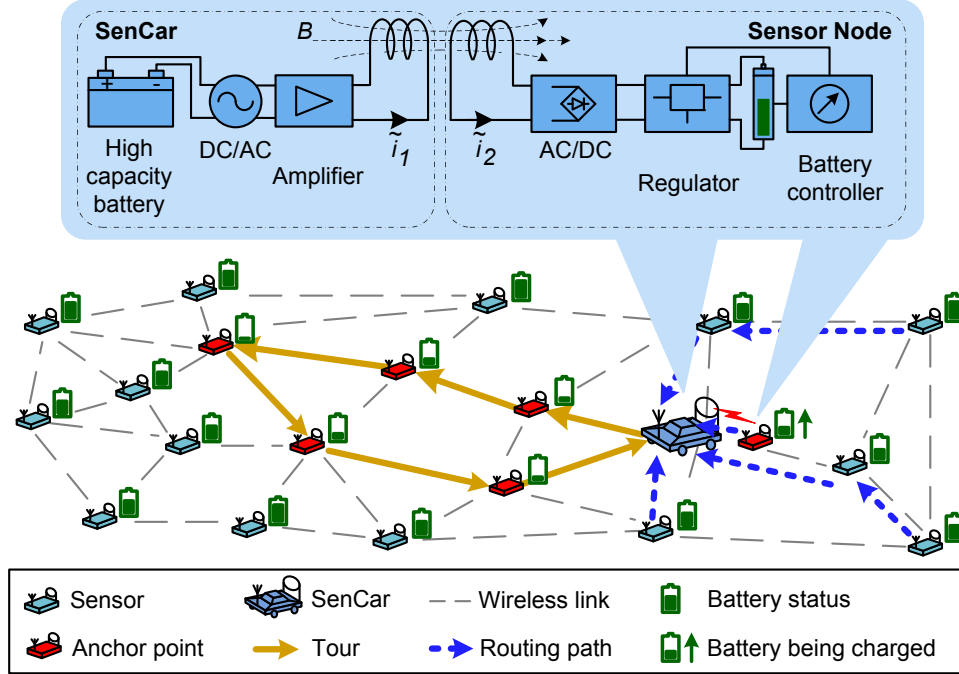 SenCar
B
Sensor Node
+ -
ĩ1
ĩ2
High
capacity
battery
DC/AC
Amplifier
AC/DC
Regulator
Battery
controller
Sensor
SenCar
Wireless link
Battery status
Anchor point
Tour
Routing path
Battery being charged